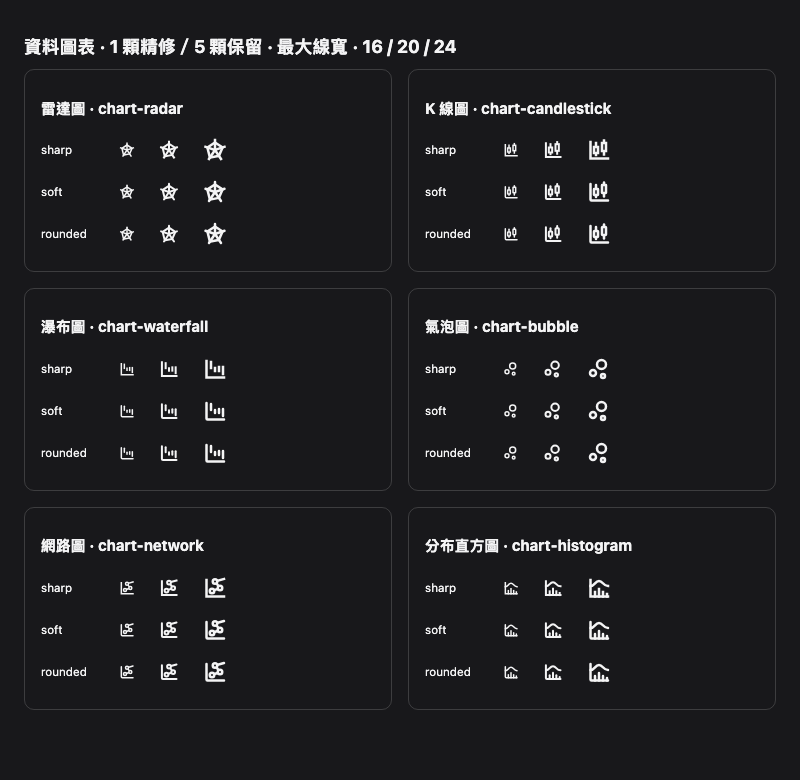 資料圖表 · 1 顆精修 / 5 顆保留 · 最大線寬 · 16 / 20 / 24
雷達圖 · chart-radar
sharp
soft
rounded
K 線圖 · chart-candlestick
sharp
soft
rounded
瀑布圖 · chart-waterfall
sharp
soft
rounded
氣泡圖 · chart-bubble
sharp
soft
rounded
網路圖 · chart-network
sharp
soft
rounded
分布直方圖 · chart-histogram
sharp
soft
rounded